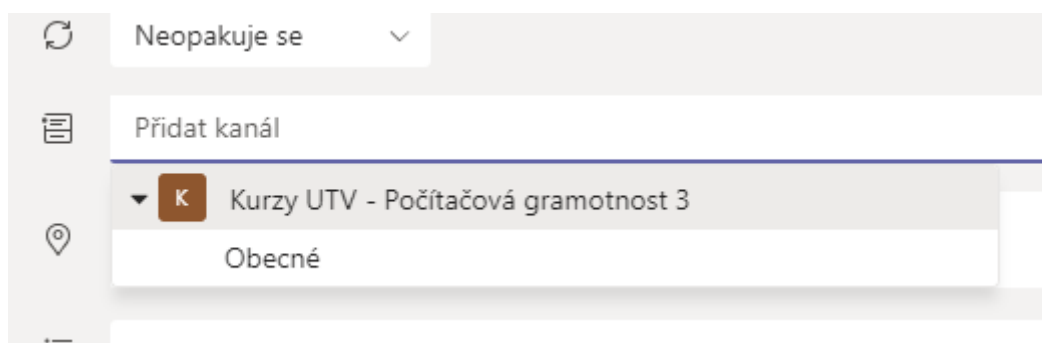 Neopakuje se
Přidat kanál
K Kurzy UTV - Počítačová gramotnost 3
Obecné